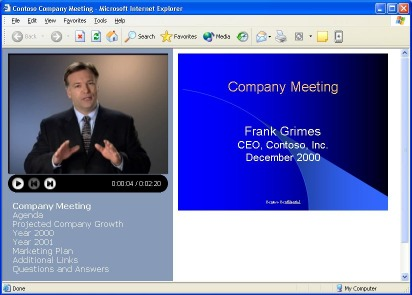 Contoso Company Meeting - Microsoft Internet Explorer
File Edit View Favorites Tools Help
Back Search Favorites Media
Company Meeting
Frank Grimes
CEO, Contoso, Inc.
December 2000
0:00:04 / 0:02:20
Company Meeting
Agenda
Projected Company Growth
Year 2000
Year 2001
Marketing Plan
Additional Links
Questions and Answers
Done My Computer